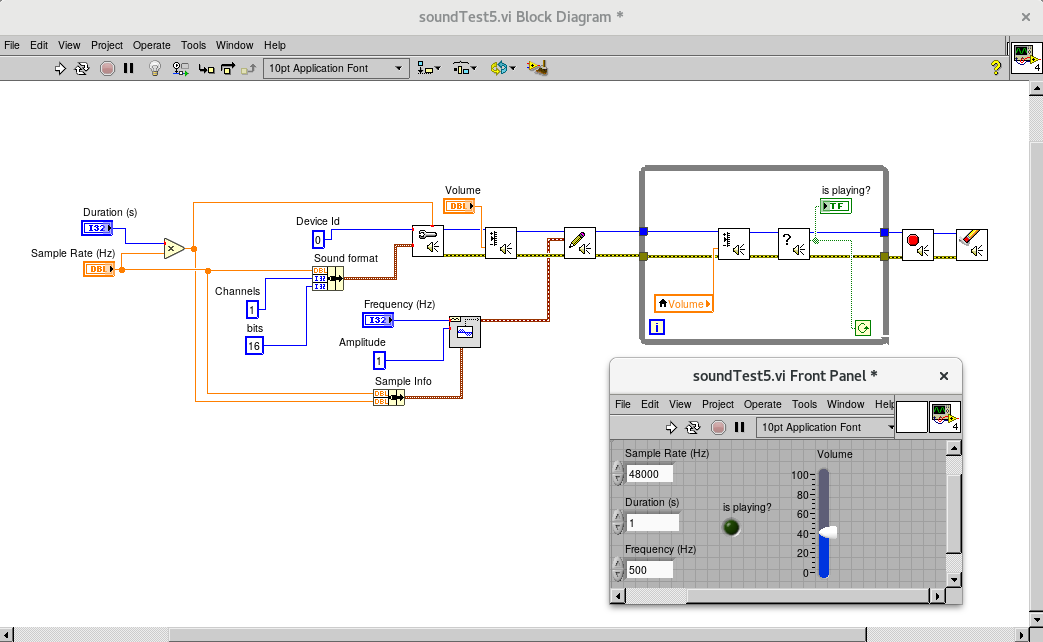 soundTest5.vi Block Diagram *
File Edit View Project Operate Tools Window Help
10pt Application Font
?
4
Volume
is playing?
TF
Duration (s)
I32
DBL
Device Id
0
Sample Rate (Hz)
DBL
Sound format
DBL
I32
I32
?
Channels
1
Frequency (Hz)
I32
Volume
bits
16
i
Amplitude
1
Sample Info
DBL
DBL
soundTest5.vi Front Panel *
File Edit View Project Operate Tools Window Help
10pt Application Font
4
Sample Rate (Hz)
48000
Duration (s)
1
Frequency (Hz)
500
is playing?
Volume
100
80
60
40
20
0